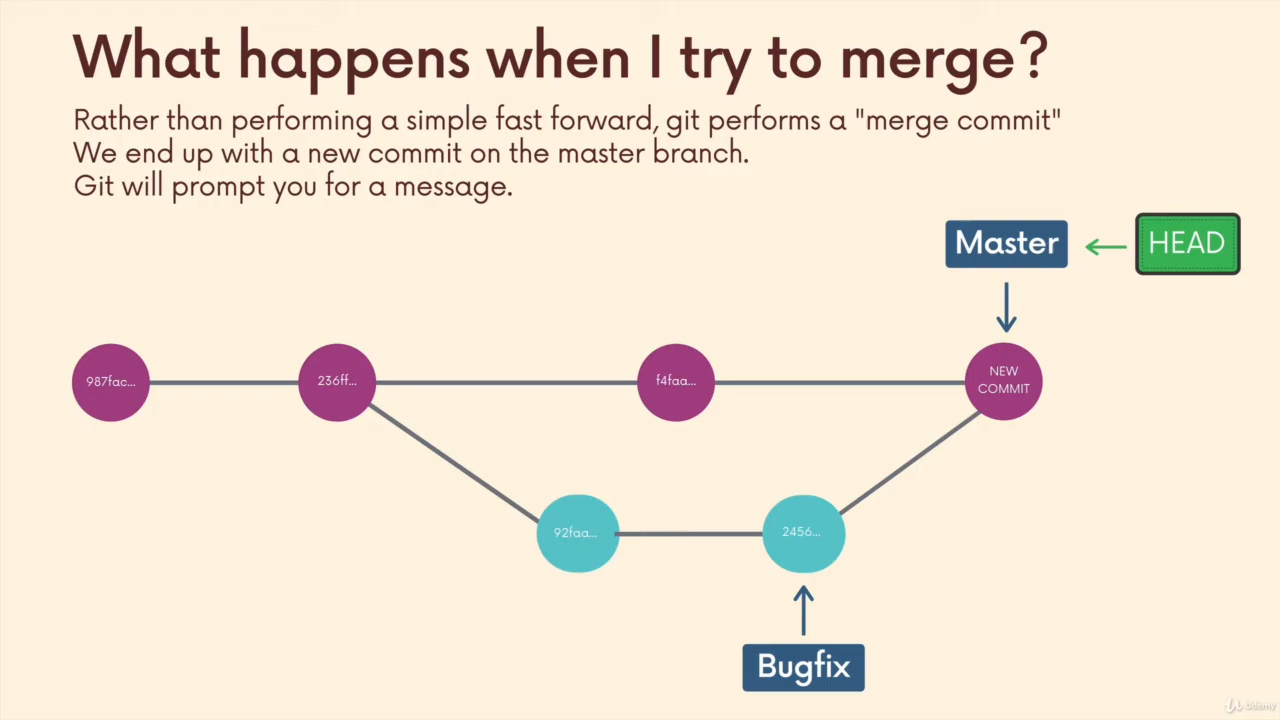 What happens when I try to merge?
Rather than performing a simple fast forward, git performs a "merge commit"
We end up with a new commit on the master branch.
Git will prompt you for a message.
Master
HEAD
987fac...
236ff...
f4faa...
NEW
COMMIT
92faa...
2456...
Bugfix
Udemy